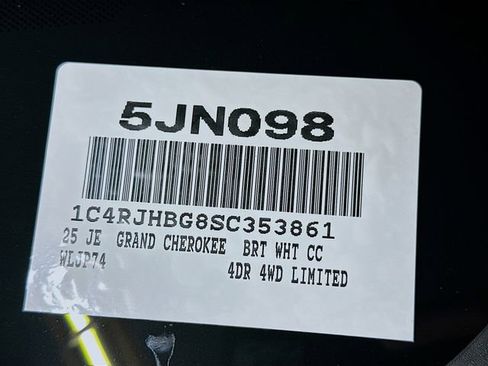 5JN098
1C4RJHBG8SC353861
25 JE GRAND CHEROKEE BRT WHT CC
WLJP74 4DR 4WD LIMITED